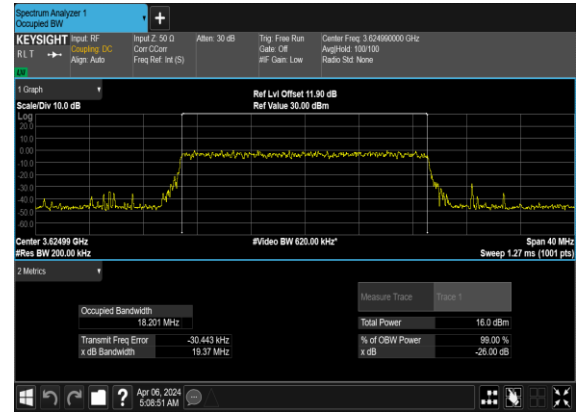 Spectrum Analyzer 1
Occupied BW
+
KEYSIGHT Input: RF Input Z: 50 Ω Atten: 30 dB Trig: Free Run Center Freq: 3.624990000 GHz
RLT Coupling: DC Corr CCorr Gate: Off Avg|Hold: 100/100
Align: Auto Freq Ref: Int (S) #IF Gain: Low Radio Std: None
1 Graph
Ref Lvl Offset 11.90 dB
Scale/Div 10.0 dB Ref Value 30.00 dBm
Log
20.0
10.0
0.00
-10.0
-20.0
-30.0
-40.0
-50.0
-60.0
Center 3.62499 GHz #Video BW 620.00 kHz* Span 40 MHz
#Res BW 200.00 kHz Sweep 1.27 ms (1001 pts)
2 Metrics
Measure Trace Trace 1
Occupied Bandwidth
18.201 MHz
Total Power 16.0 dBm
Transmit Freq Error -30.443 kHz % of OBW Power 99.00 %
x dB Bandwidth 19.37 MHz x dB -26.00 dB
?
Apr 06, 2024
5:08:51 AM